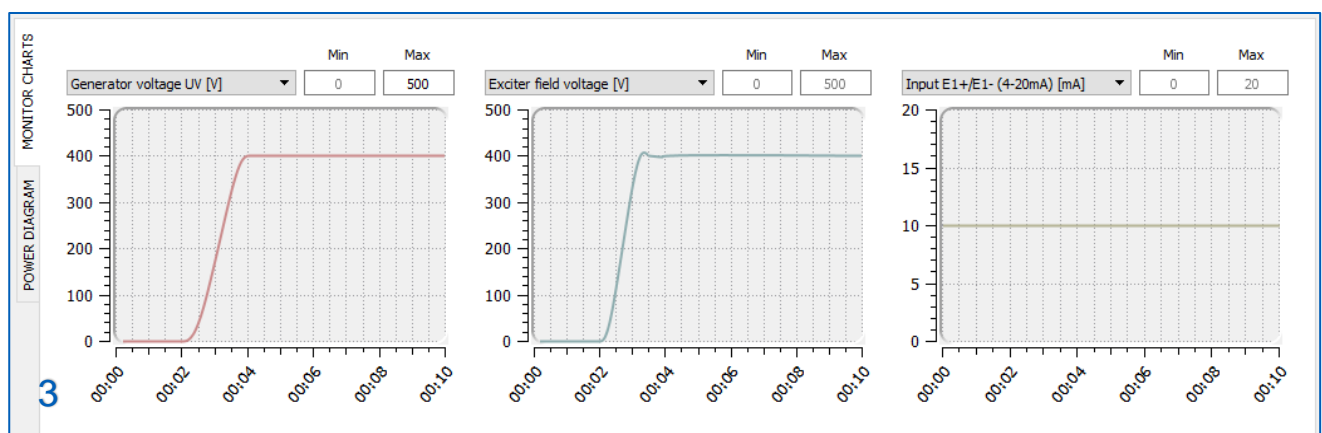 MONITOR CHARTS
POWER DIAGRAM
3
Min Max
Generator voltage UV [V] 0 500
500
400
300
200
100
0
00:00 00:02 00:04 00:06 00:08 00:10
Min Max
Exciter field voltage [V] 0 500
500
400
300
200
100
0
00:00 00:02 00:04 00:06 00:08 00:10
Min Max
Input E1+/E1- (4-20mA) [mA] 0 20
20
15
10
5
0
00:00 00:02 00:04 00:06 00:08 00:10